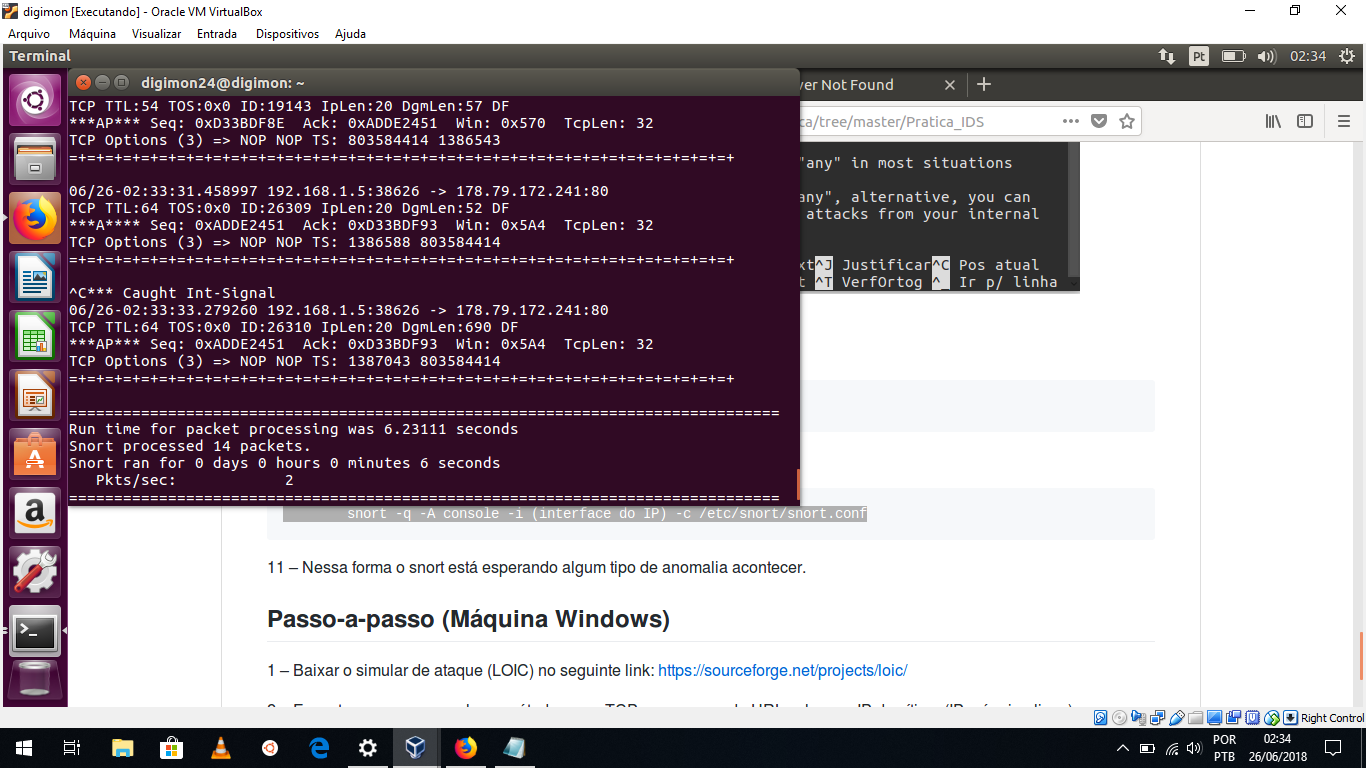 digimon [Executando] - Oracle VM VirtualBox
Arquivo Máquina Visualizar Entrada Dispositivos Ajuda
Terminal
Pt
02:34
digimon24@digimon: ~
TCP TTL:54 TOS:0x0 ID:19143 IpLen:20 DgmLen:57 DF
***AP*** Seq: 0xD33BDF8E Ack: 0xADDE2451 Win: 0x570 TcpLen: 32
TCP Options (3) => NOP NOP TS: 803584414 1386543
=+=+=+=+=+=+=+=+=+=+=+=+=+=+=+=+=+=+=+=+=+=+=+=+=+=+=+=+=+=+=+=+=+=+=+=+=+
06/26-02:33:31.458997 192.168.1.5:38626 -> 178.79.172.241:80
TCP TTL:64 TOS:0x0 ID:26309 IpLen:20 DgmLen:52 DF
***A**** Seq: 0xADDE2451 Ack: 0xD33BDF93 Win: 0x5A4 TcpLen: 32
TCP Options (3) => NOP NOP TS: 1386588 803584414
=+=+=+=+=+=+=+=+=+=+=+=+=+=+=+=+=+=+=+=+=+=+=+=+=+=+=+=+=+=+=+=+=+=+=+=+=+
^C*** Caught Int-Signal
06/26-02:33:33.279260 192.168.1.5:38626 -> 178.79.172.241:80
TCP TTL:64 TOS:0x0 ID:26310 IpLen:20 DgmLen:690 DF
***AP*** Seq: 0xADDE2451 Ack: 0xD33BDF93 Win: 0x5A4 TcpLen: 32
TCP Options (3) => NOP NOP TS: 1387043 803584414
=+=+=+=+=+=+=+=+=+=+=+=+=+=+=+=+=+=+=+=+=+=+=+=+=+=+=+=+=+=+=+=+=+=+=+=+=+
===============================================================================
Run time for packet processing was 6.23111 seconds
Snort processed 14 packets.
Snort ran for 0 days 0 hours 0 minutes 6 seconds
Pkts/sec: 2
===============================================================================
ver Not Found
ca/tree/master/Pratica_IDS
"any" in most situations
any", alternative, you can
attacks from your internal
xt^J Justificar^C Pos atual
t ^T VerfOrtog ^_ Ir p/ linha
snort -q -A console -i (interface do IP) -c /etc/snort/snort.conf
11 – Nessa forma o snort está esperando algum tipo de anomalia acontecer.
Passo-a-passo (Máquina Windows)
1 – Baixar o simular de ataque (LOIC) no seguinte link: https://sourceforge.net/projects/loic/
Right Control
POR
PTB
02:34
26/06/2018